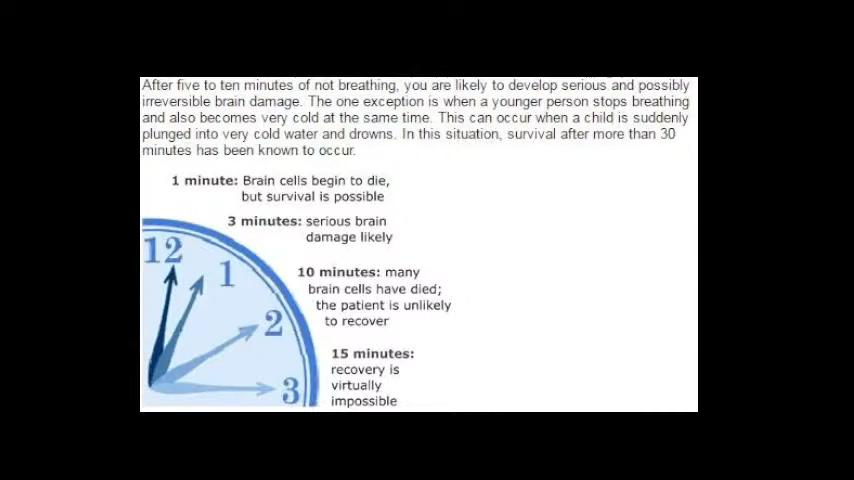 After five to ten minutes of not breathing, you are likely to develop serious and possibly
irreversible brain damage. The one exception is when a younger person stops breathing
and also becomes very cold at the same time. This can occur when a child is suddenly
plunged into very cold water and drowns. In this situation, survival after more than 30
minutes has been known to occur.
1 minute: Brain cells begin to die,
but survival is possible
3 minutes: serious brain
damage likely
10 minutes: many
brain cells have died;
the patient is unlikely
to recover
15 minutes:
recovery is
virtually
impossible
12
1
2
3